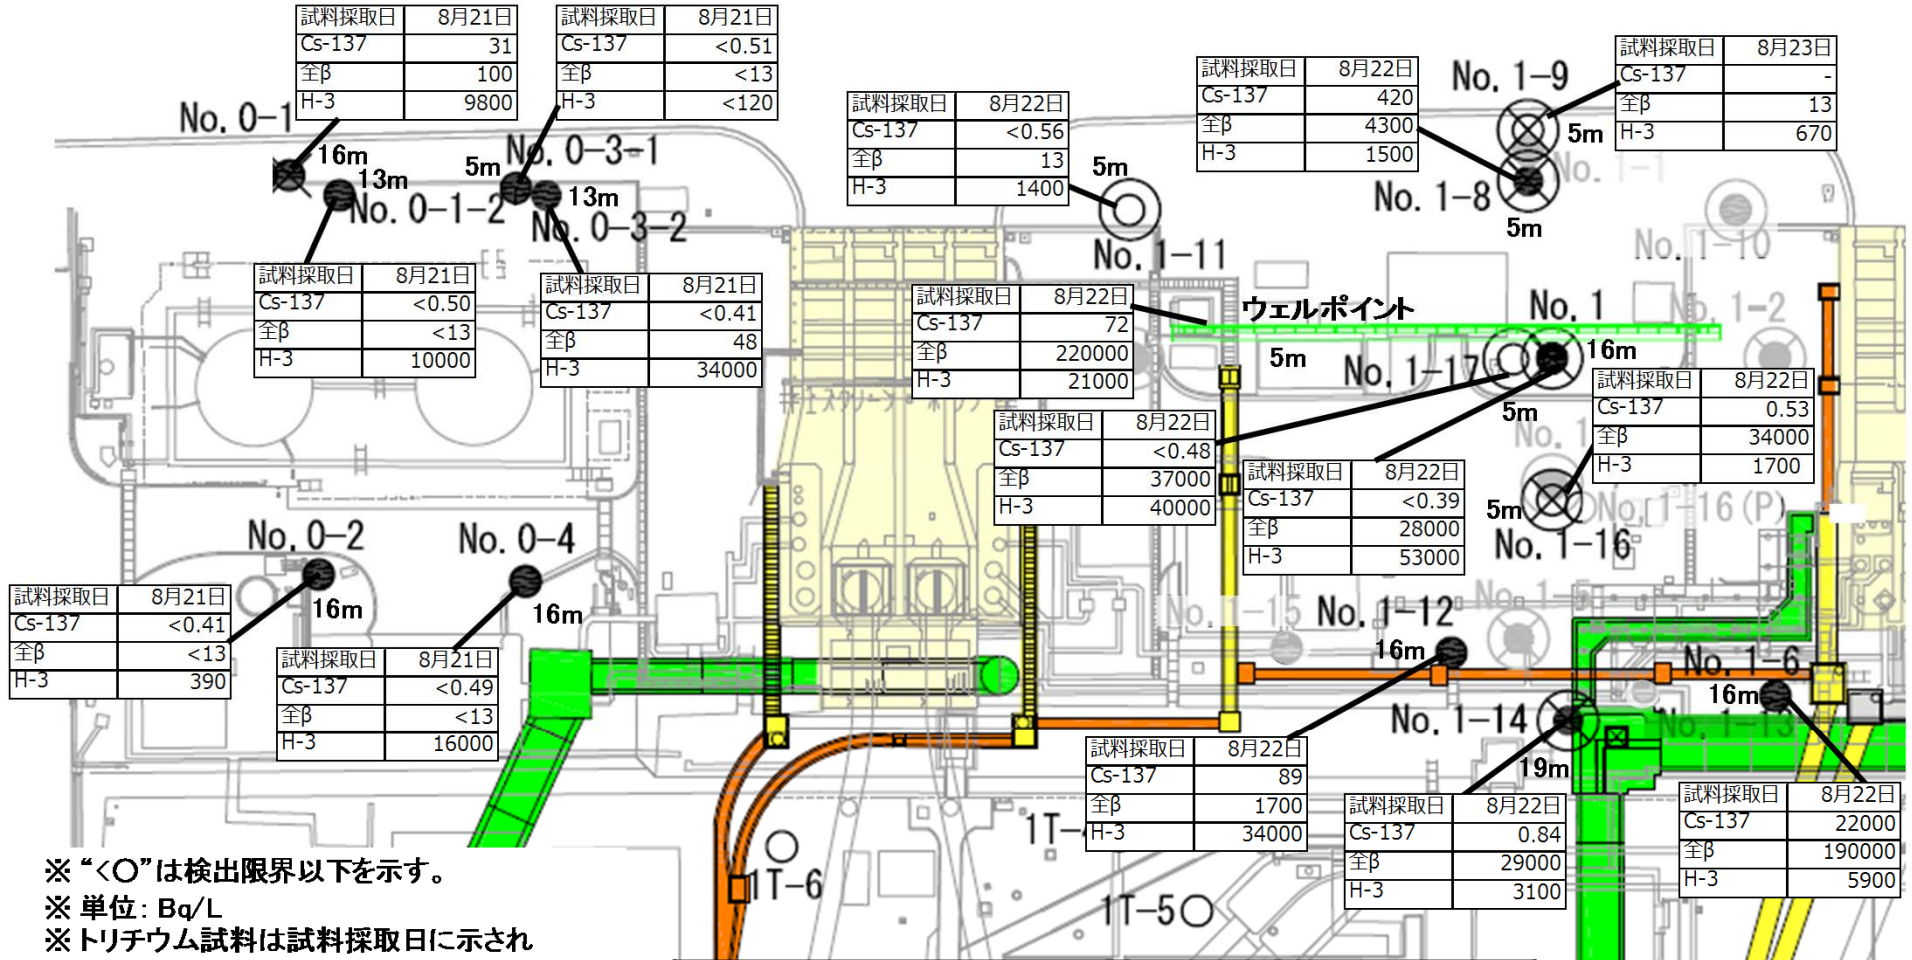 試料採取日 8月21日
Cs-137 31
全β 100
H-3 9800
試料採取日 8月21日
Cs-137 <0.51
全β <13
H-3 <120
試料採取日 8月22日
Cs-137 <0.56
全β 13
H-3 1400
試料採取日 8月22日
Cs-137 420
全β 4300
H-3 1500
試料採取日 8月23日
Cs-137 -
全β 13
H-3 670
No. 0-1
16m
13m
No. 0-1-2
5m
No. 0-3-1
13m
No. 0-3-2
5m
No. 1-11
No. 1-9
5m
No. 1-1
No. 1-8
5m
No. 1-10
試料採取日 8月21日
Cs-137 <0.50
全β <13
H-3 10000
試料採取日 8月21日
Cs-137 <0.41
全β 48
H-3 34000
試料採取日 8月22日
Cs-137 72
全β 220000
H-3 21000
ウェルポイント
5m
No. 1
No. 1-2
16m
No. 1-17
5m
試料採取日 8月22日
Cs-137 <0.48
全β 37000
H-3 40000
試料採取日 8月22日
Cs-137 <0.39
全β 28000
H-3 53000
試料採取日 8月22日
Cs-137 0.53
全β 34000
H-3 1700
5m
No. 1-16 (P)
No. 1-16
No. 0-2
16m
No. 0-4
16m
試料採取日 8月21日
Cs-137 <0.41
全β <13
H-3 390
試料採取日 8月21日
Cs-137 <0.49
全β <13
H-3 16000
No. 1-15
No. 1-12
16m
No. 1-5
No. 1-6
16m
No. 1-14
19m
No. 1-13
試料採取日 8月22日
Cs-137 89
全β 1700
H-3 34000
試料採取日 8月22日
Cs-137 0.84
全β 29000
H-3 3100
試料採取日 8月22日
Cs-137 22000
全β 190000
H-3 5900
1T-6
1T-5
※ “<○”は検出限界以下を示す。
※ 単位: Bq/L
※ トリチウム試料は試料採取日に示され